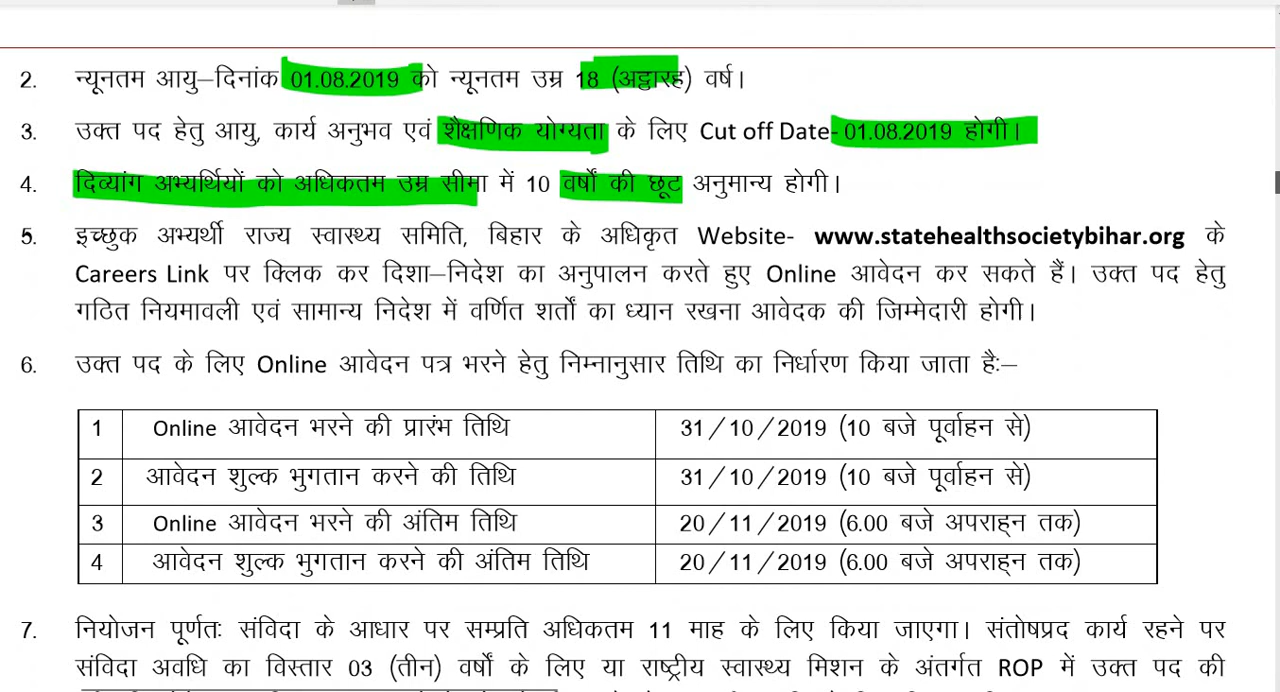 2. न्यूनतम आयु–दिनांक 01.08.2019 को न्यूनतम उम्र 18 (अट्ठारह) वर्ष।
3. उक्त पद हेतु आयु, कार्य अनुभव एवं शैक्षणिक योग्यता के लिए Cut off Date- 01.08.2019 होगी।
4. दिव्यांग अभ्यर्थियों को अधिकतम उम्र सीमा में 10 वर्षों की छूट अनुमान्य होगी।
5. इच्छुक अभ्यर्थी राज्य स्वास्थ्य समिति, बिहार के अधिकृत Website- www.statehealthsocietybihar.org के
Careers Link पर क्लिक कर दिशा–निदेश का अनुपालन करते हुए Online आवेदन कर सकते हैं। उक्त पद हेतु
गठित नियमावली एवं सामान्य निदेश में वर्णित शर्तों का ध्यान रखना आवेदक की जिम्मेदारी होगी।
6. उक्त पद के लिए Online आवेदन पत्र भरने हेतु निम्नानुसार तिथि का निर्धारण किया जाता है:–
1 Online आवेदन भरने की प्रारंभ तिथि 31/10/2019 (10 बजे पूर्वाहन से)
2 आवेदन शुल्क भुगतान करने की तिथि 31/10/2019 (10 बजे पूर्वाहन से)
3 Online आवेदन भरने की अंतिम तिथि 20/11/2019 (6.00 बजे अपराह्न तक)
4 आवेदन शुल्क भुगतान करने की अंतिम तिथि 20/11/2019 (6.00 बजे अपराह्न तक)
7. नियोजन पूर्णतः संविदा के आधार पर सम्प्रति अधिकतम 11 माह के लिए किया जाएगा। संतोषप्रद कार्य रहने पर
संविदा अवधि का विस्तार 03 (तीन) वर्षों के लिए या राष्ट्रीय स्वास्थ्य मिशन के अंतर्गत ROP में उक्त पद की